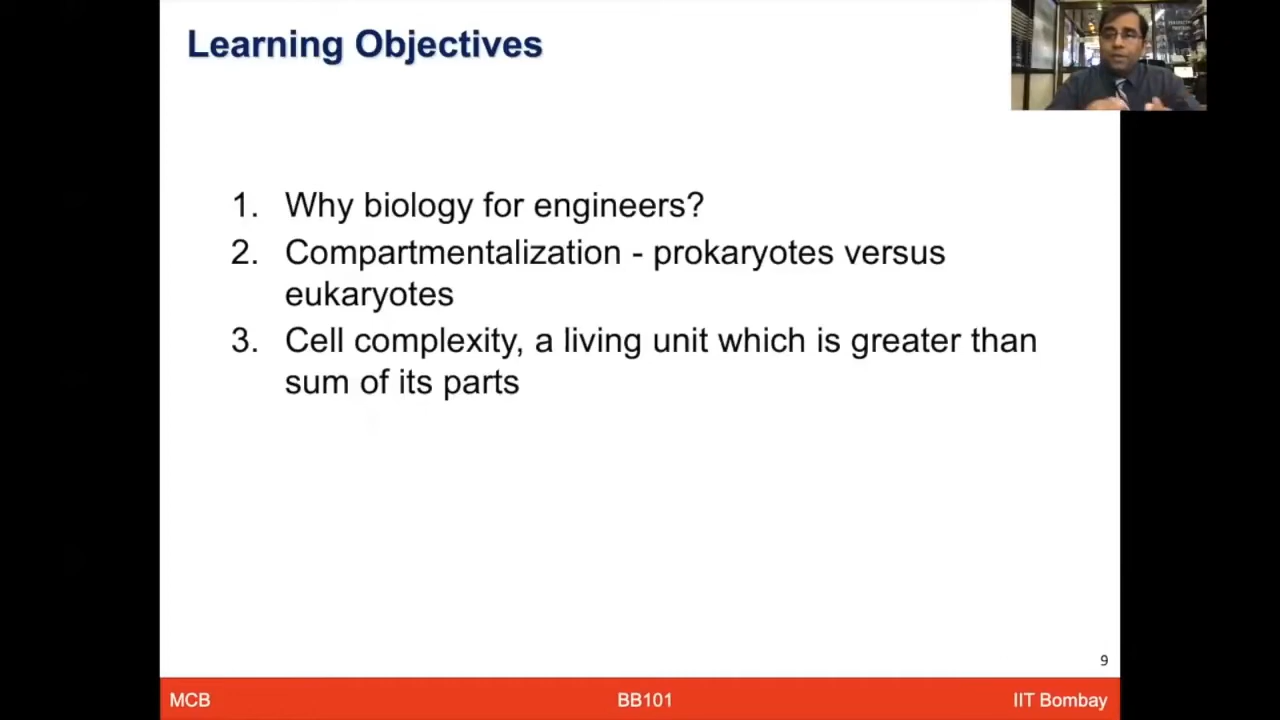 Learning Objectives
1. Why biology for engineers?
2. Compartmentalization - prokaryotes versus
eukaryotes
3. Cell complexity, a living unit which is greater than
sum of its parts
9
MCB BB101 IIT Bombay